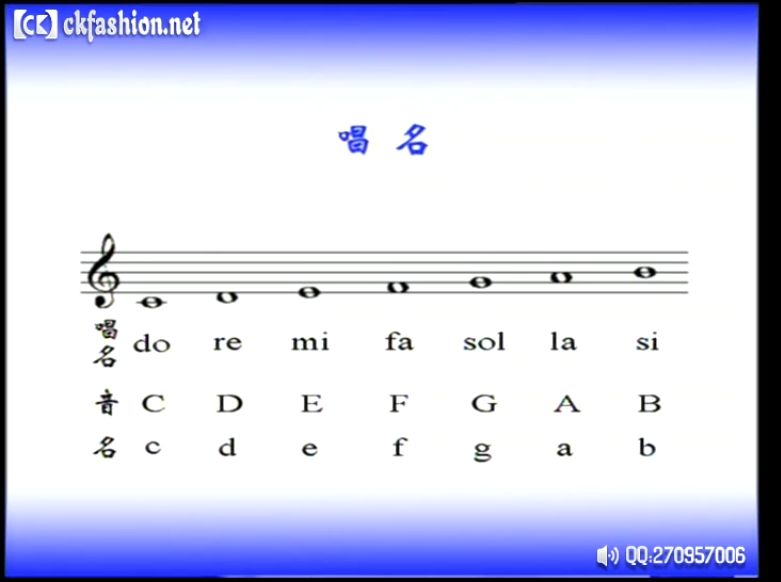 CK ckfashion.net
唱名
唱名 do re mi fa sol la si
音名 C D E F G A B
c d e f g a b
QQ:270957006